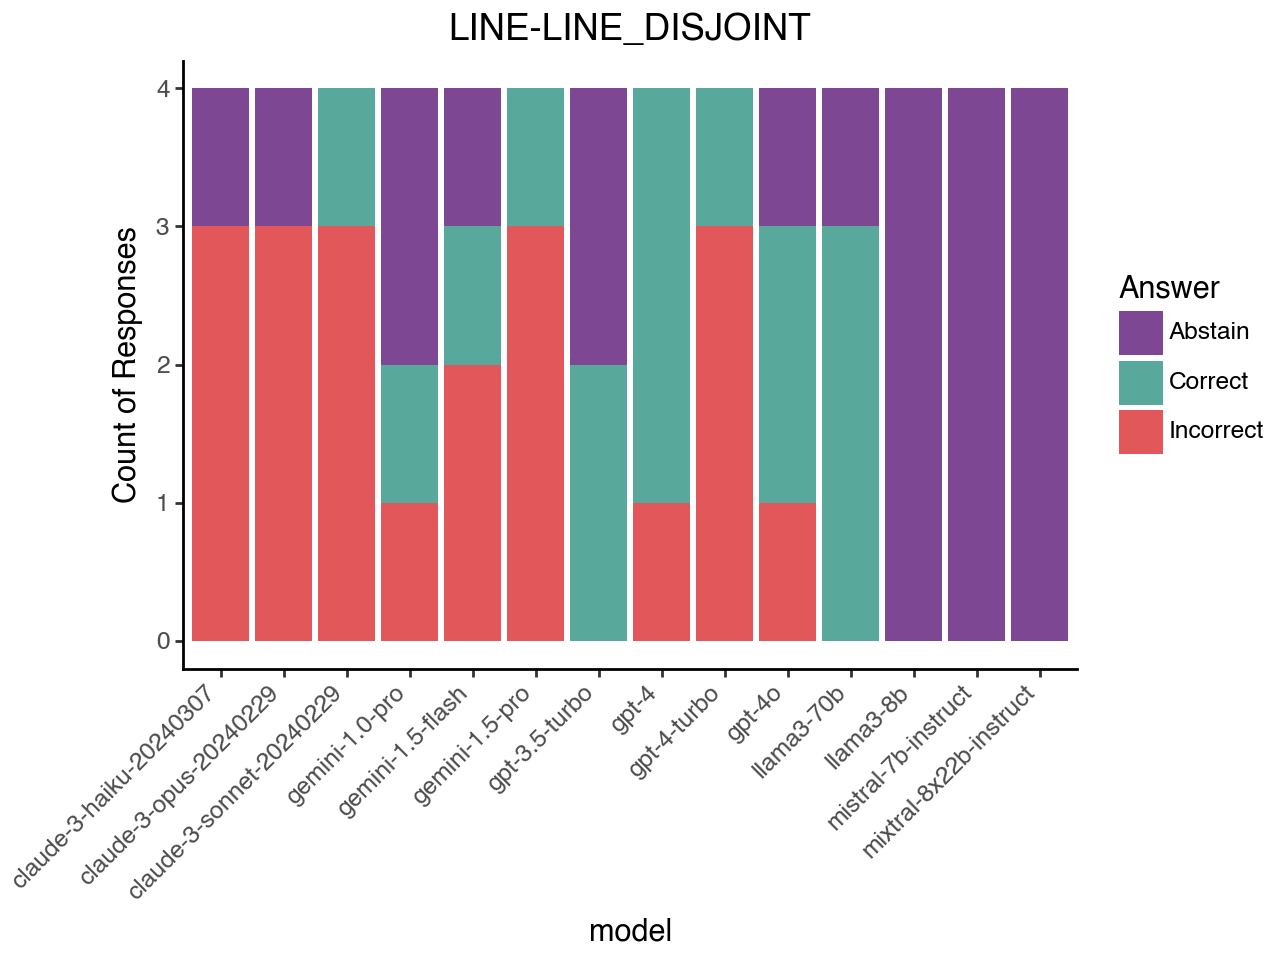 LINE-LINE_DISJOINT
Count of Responses
4
3
2
1
0
claude-3-haiku-20240307
claude-3-opus-20240229
claude-3-sonnet-20240229
gemini-1.0-pro
gemini-1.5-flash
gemini-1.5-pro
gpt-3.5-turbo
gpt-4
gpt-4-turbo
gpt-4o
llama3-70b
llama3-8b
mistral-7b-instruct
mixtral-8x22b-instruct
model
Answer
Abstain
Correct
Incorrect